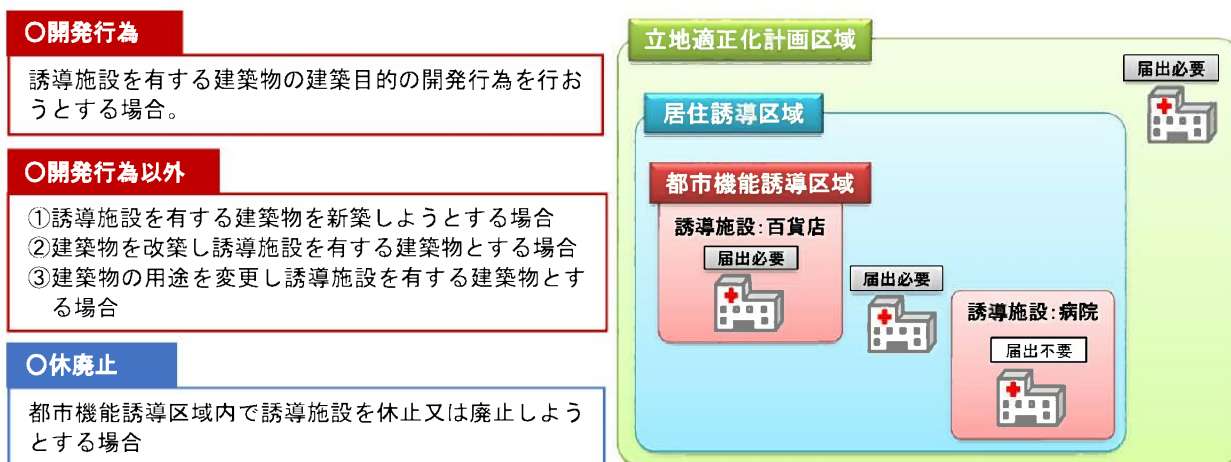 〇開発行為
誘導施設を有する建築物の建築目的の開発行為を行お
うとする場合。
〇開発行為以外
①誘導施設を有する建築物を新築しようとする場合
②建築物を改築し誘導施設を有する建築物とする場合
③建築物の用途を変更し誘導施設を有する建築物とす
る場合
〇休廃止
都市機能誘導区域内で誘導施設を休止又は廃止しよう
とする場合
立地適正化計画区域
届出必要
居住誘導区域
都市機能誘導区域
誘導施設:百貨店
届出必要
届出必要
誘導施設:病院
届出不要